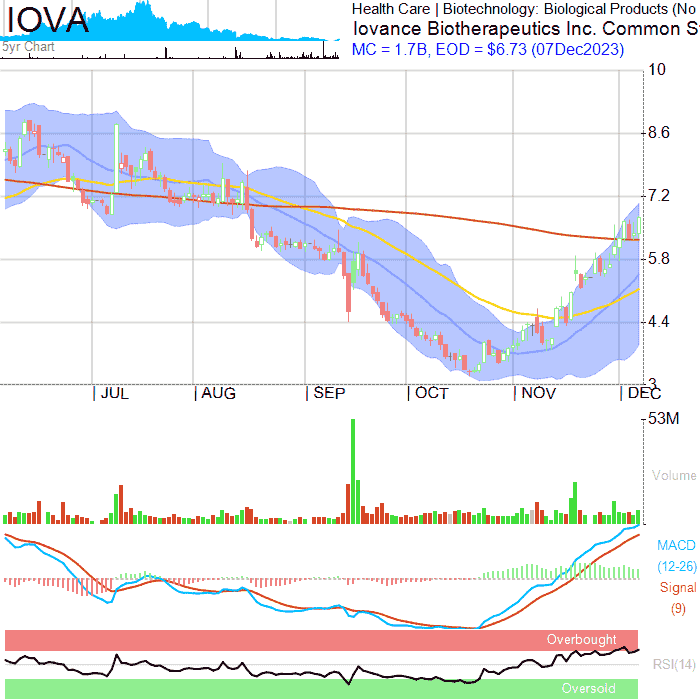 IOVA
Health Care | Biotechnology: Biological Products (No
Iovance Biotherapeutics Inc. Common S
5yr Chart
MC = 1.7B, EOD = $6.73 (07Dec2023)
10
8.6
7.2
5.8
4.4
3
JUL AUG SEP OCT NOV DEC
53M
Volume
MACD
(12-26)
Signal
(9)
Overbought
RSI(14)
Oversold